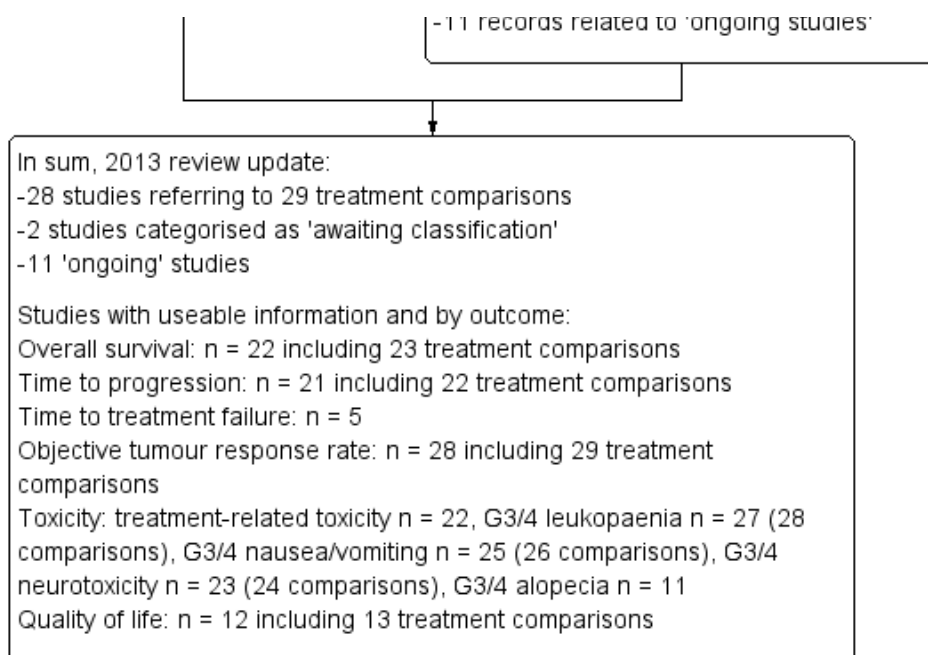 -11 records related to 'ongoing studies'
In sum, 2013 review update:
-28 studies referring to 29 treatment comparisons
-2 studies categorised as 'awaiting classification'
-11 'ongoing' studies
Studies with useable information and by outcome:
Overall survival: n = 22 including 23 treatment comparisons
Time to progression: n = 21 including 22 treatment comparisons
Time to treatment failure: n = 5
Objective tumour response rate: n = 28 including 29 treatment
comparisons
Toxicity: treatment-related toxicity n = 22, G3/4 leukopaenia n = 27 (28
comparisons), G3/4 nausea/vomiting n = 25 (26 comparisons), G3/4
neurotoxicity n = 23 (24 comparisons), G3/4 alopecia n = 11
Quality of life: n = 12 including 13 treatment comparisons